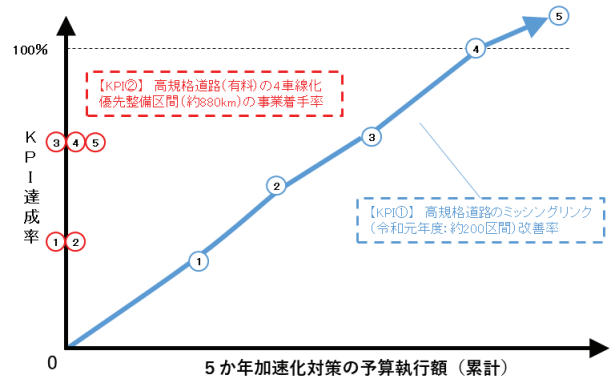 100%
【KPI②】 高規格道路(有料)の4車線化
優先整備区間(約880km)の事業着手率
KPI達成率
3 4 5
1 2
5
4
3
2
1
【KPI①】 高規格道路のミッシングリンク
(令和元年度:約200区間)改善率
0
5か年加速化対策の予算執行額(累計)